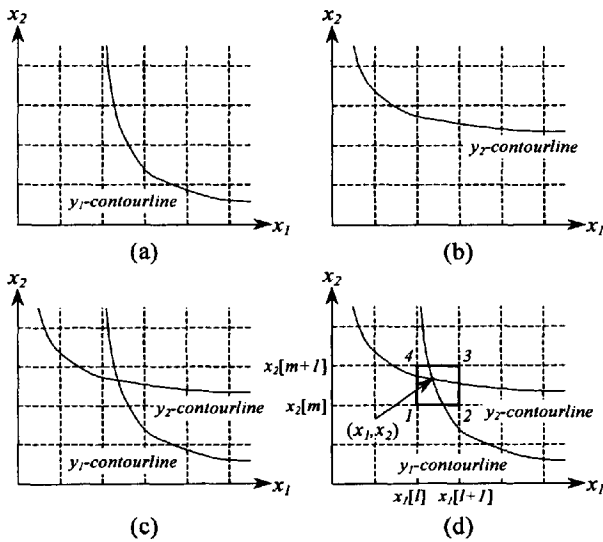 x2
y1-contourline
x1
(a)
x2
y2-contourline
x1
(b)
x2
y2-contourline
y1-contourline
x1
(c)
x2
4 3
x2[m+1]
x2[m]
1 2
(x1,x2)
y2-contourline
y1-contourline
x1
x1[l] x1[l+1]
(d)